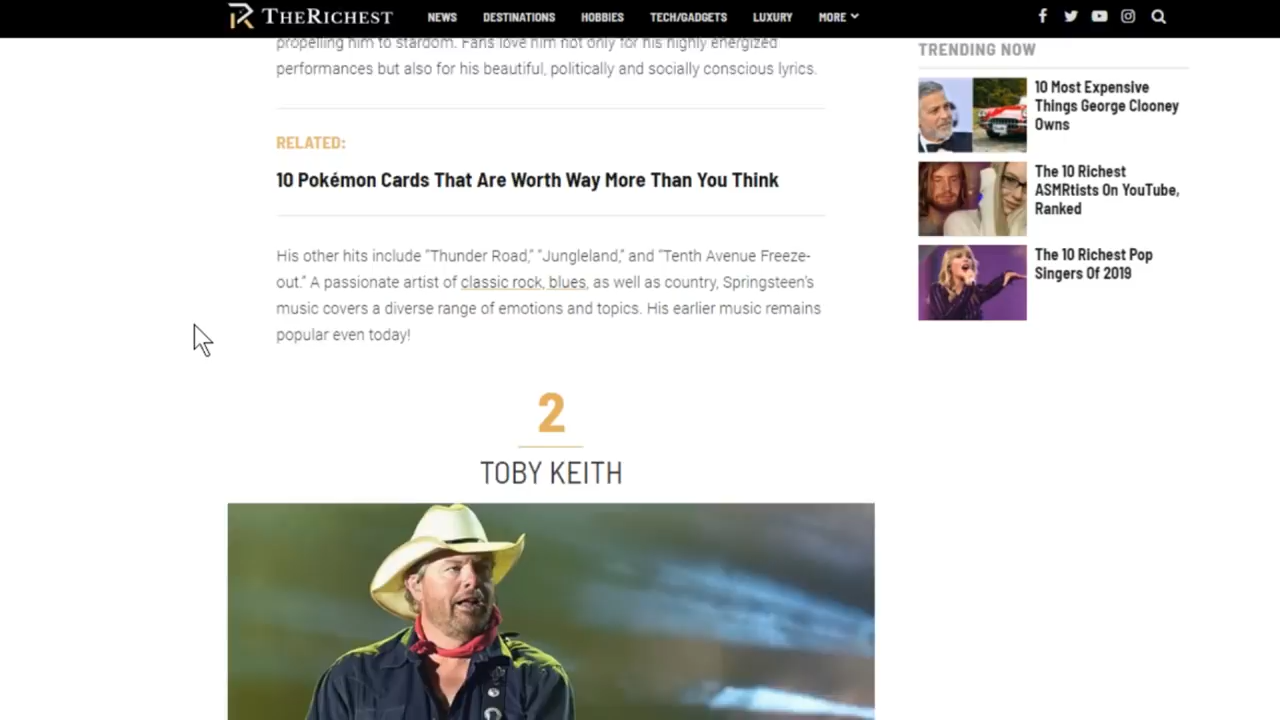 THERICHEST
NEWS
DESTINATIONS
HOBBIES
TECH/GADGETS
LUXURY
MORE
propelling him to stardom. Fans love him not only for his highly energized
performances but also for his beautiful, politically and socially conscious lyrics.
RELATED:
10 Pokémon Cards That Are Worth Way More Than You Think
His other hits include “Thunder Road,” “Jungleland,” and “Tenth Avenue Freeze-
out.” A passionate artist of classic rock, blues, as well as country, Springsteen’s
music covers a diverse range of emotions and topics. His earlier music remains
popular even today!
2
TOBY KEITH
TRENDING NOW
10 Most Expensive
Things George Clooney
Owns
The 10 Richest
ASMRtists On YouTube,
Ranked
The 10 Richest Pop
Singers Of 2019